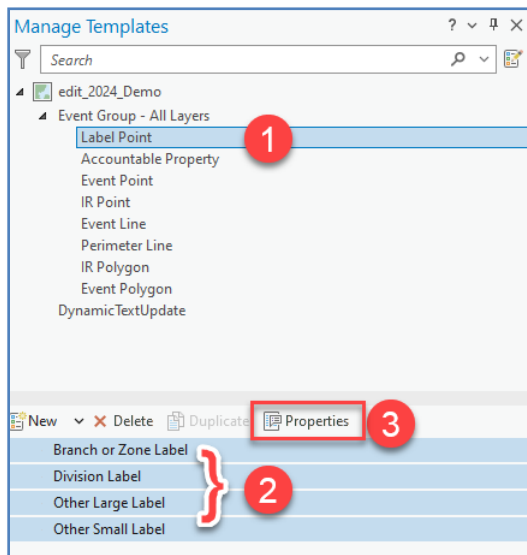 Manage Templates
Search
edit_2024_Demo
Event Group - All Layers
Label Point
1
Accountable Property
Event Point
IR Point
Event Line
Perimeter Line
IR Polygon
Event Polygon
DynamicTextUpdate
New Delete Duplicate Properties
3
Branch or Zone Label
Division Label
2
Other Large Label
Other Small Label